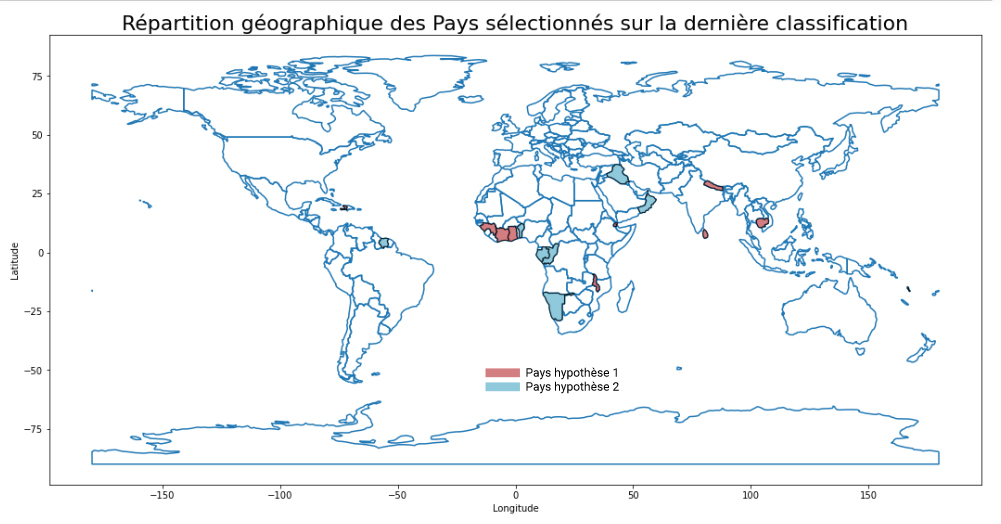 Répartition géographique des Pays sélectionnés sur la dernière classification
75
50
25
0
−25
−50
−75
Latitude
Pays hypothèse 1
Pays hypothèse 2
−150
−100
−50
0
50
100
150
Longitude